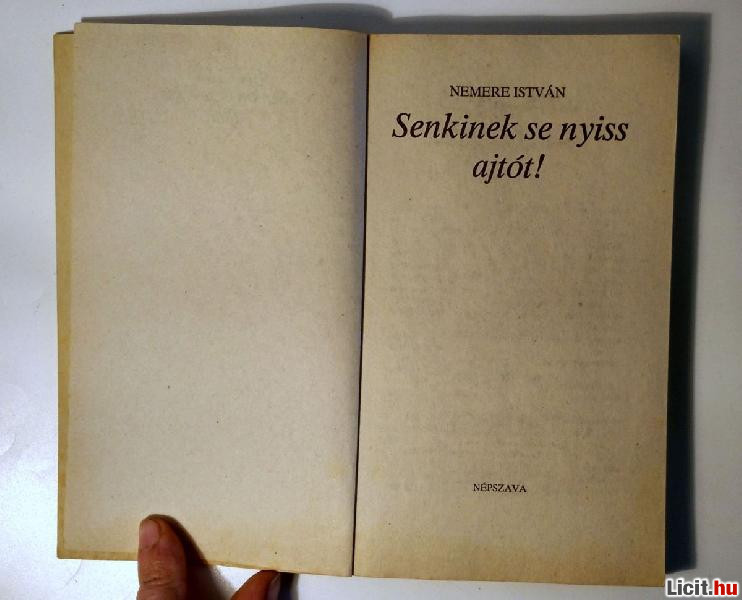 NEMERE ISTVÁN
Senkinek se nyiss
ajtót!
NÉPSZAVA
Licit.hu